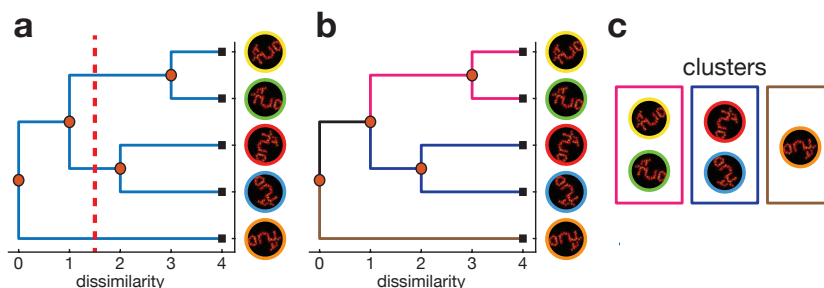 a
b
c
clusters
0 1 2 3 4
dissimilarity
0 1 2 3 4
dissimilarity